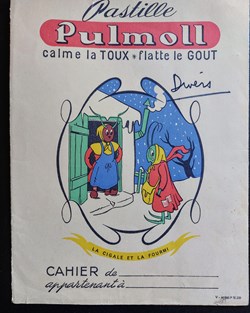 Pastille
Pulmoll
calme la TOUX * flatte le GOUT
Divers
LA CIGALE ET LA FOURMI
CAHIER de
appartenant à